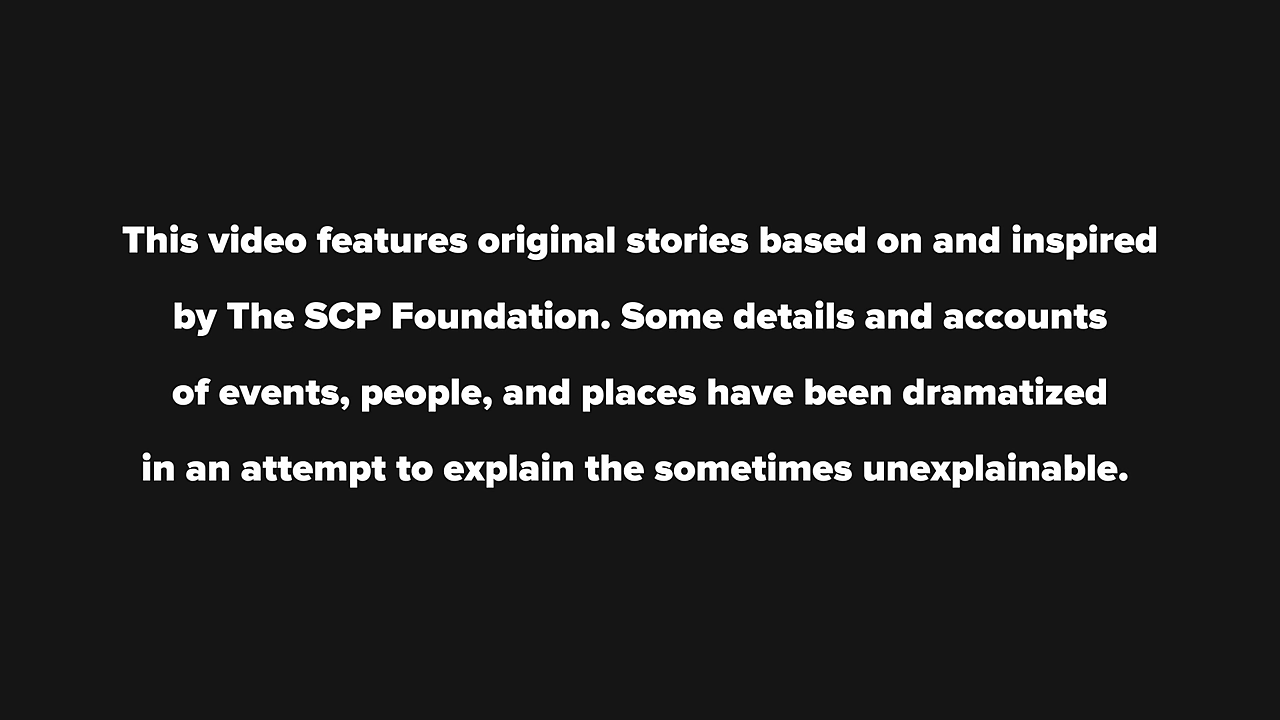 This video features original stories based on and inspired
by The SCP Foundation. Some details and accounts
of events, people, and places have been dramatized
in an attempt to explain the sometimes unexplainable.